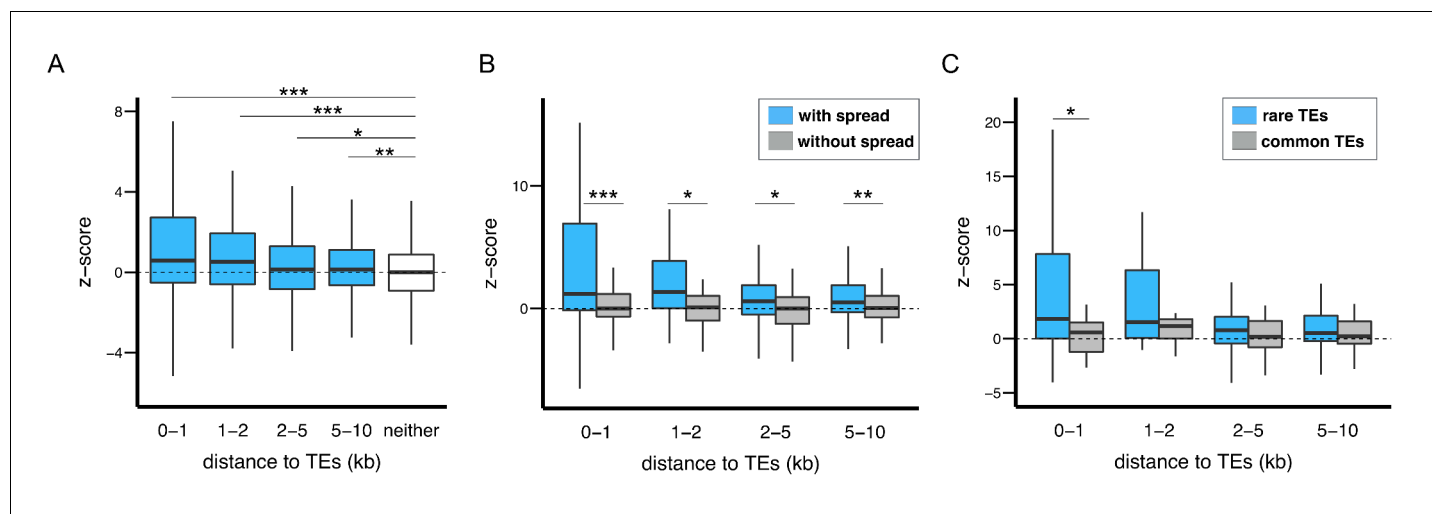 A
***
***
*
**
8
4
0
−4
z−score
0−1 1−2 2−5 5−10 neither
distance to TEs (kb)
B
with spread
without spread
*** * * **
10
0
z−score
0−1 1−2 2−5 5−10
distance to TEs (kb)
C
rare TEs
common TEs
*
20
15
10
5
0
−5
z−score
0−1 1−2 2−5 5−10
distance to TEs (kb)